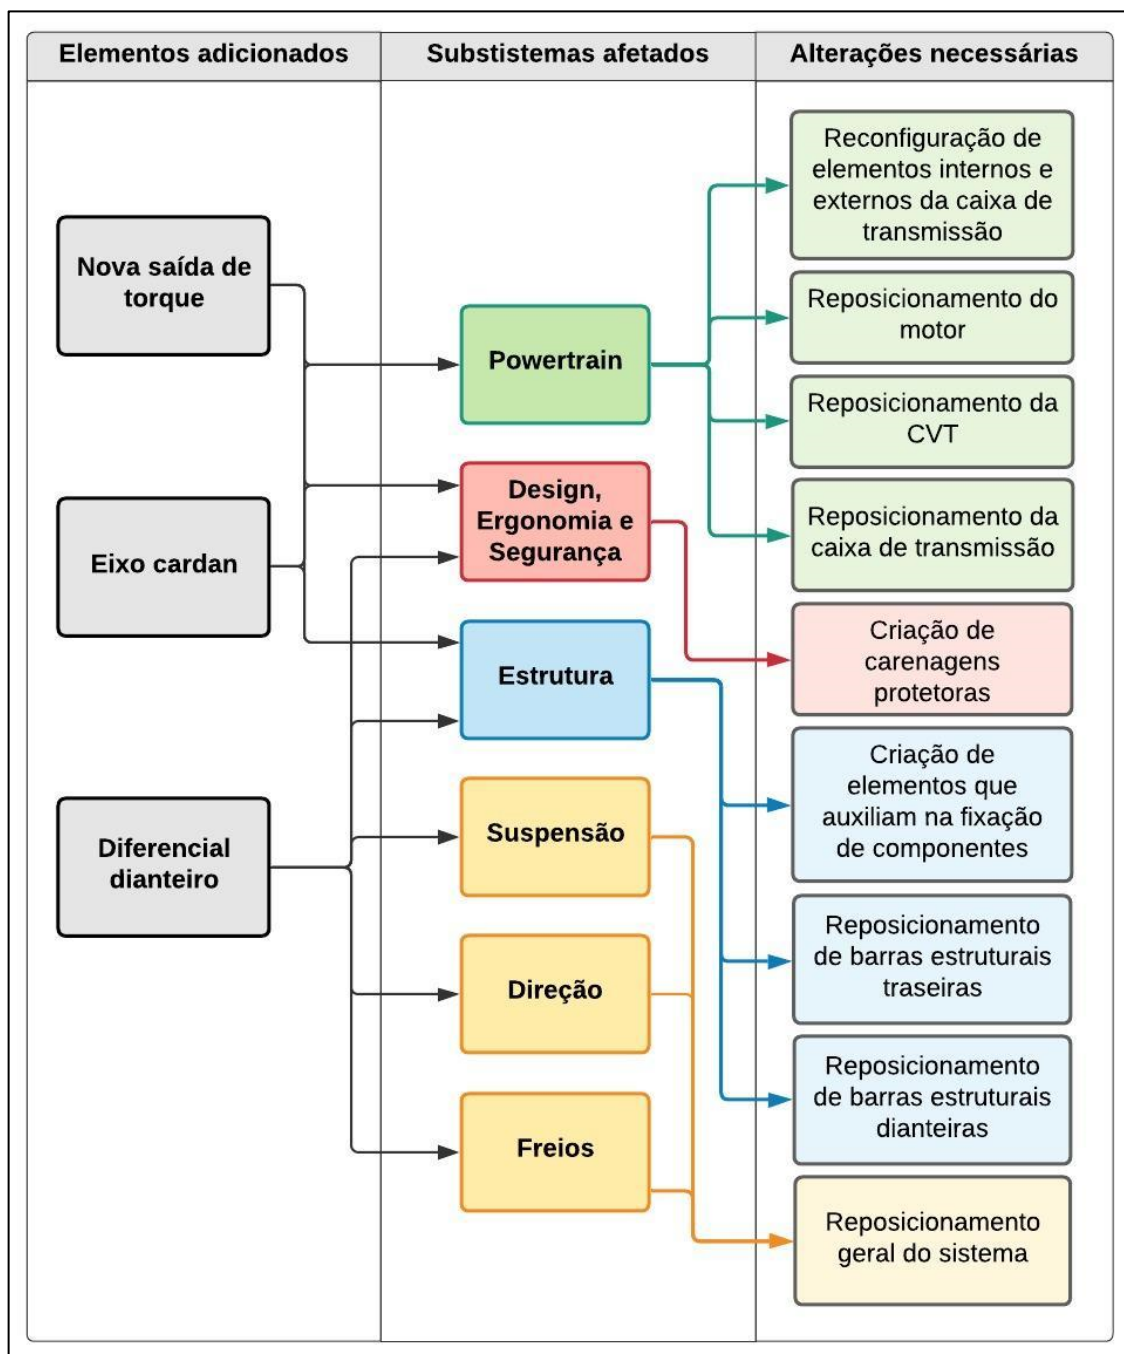 Elementos adicionados
Substistemas afetados
Alterações necessárias
Nova saída de
torque
Eixo cardan
Diferencial
dianteiro
Powertrain
Design,
Ergonomia e
Segurança
Estrutura
Suspensão
Direção
Freios
Reconfiguração de
elementos internos e
externos da caixa de
transmissão
Reposicionamento do
motor
Reposicionamento da
CVT
Reposicionamento da
caixa de transmissão
Criação de
carenagens
protetoras
Criação de
elementos que
auxiliam na fixação
de componentes
Reposicionamento
de barras estruturais
traseiras
Reposicionamento
de barras estruturais
dianteiras
Reposicionamento
geral do sistema